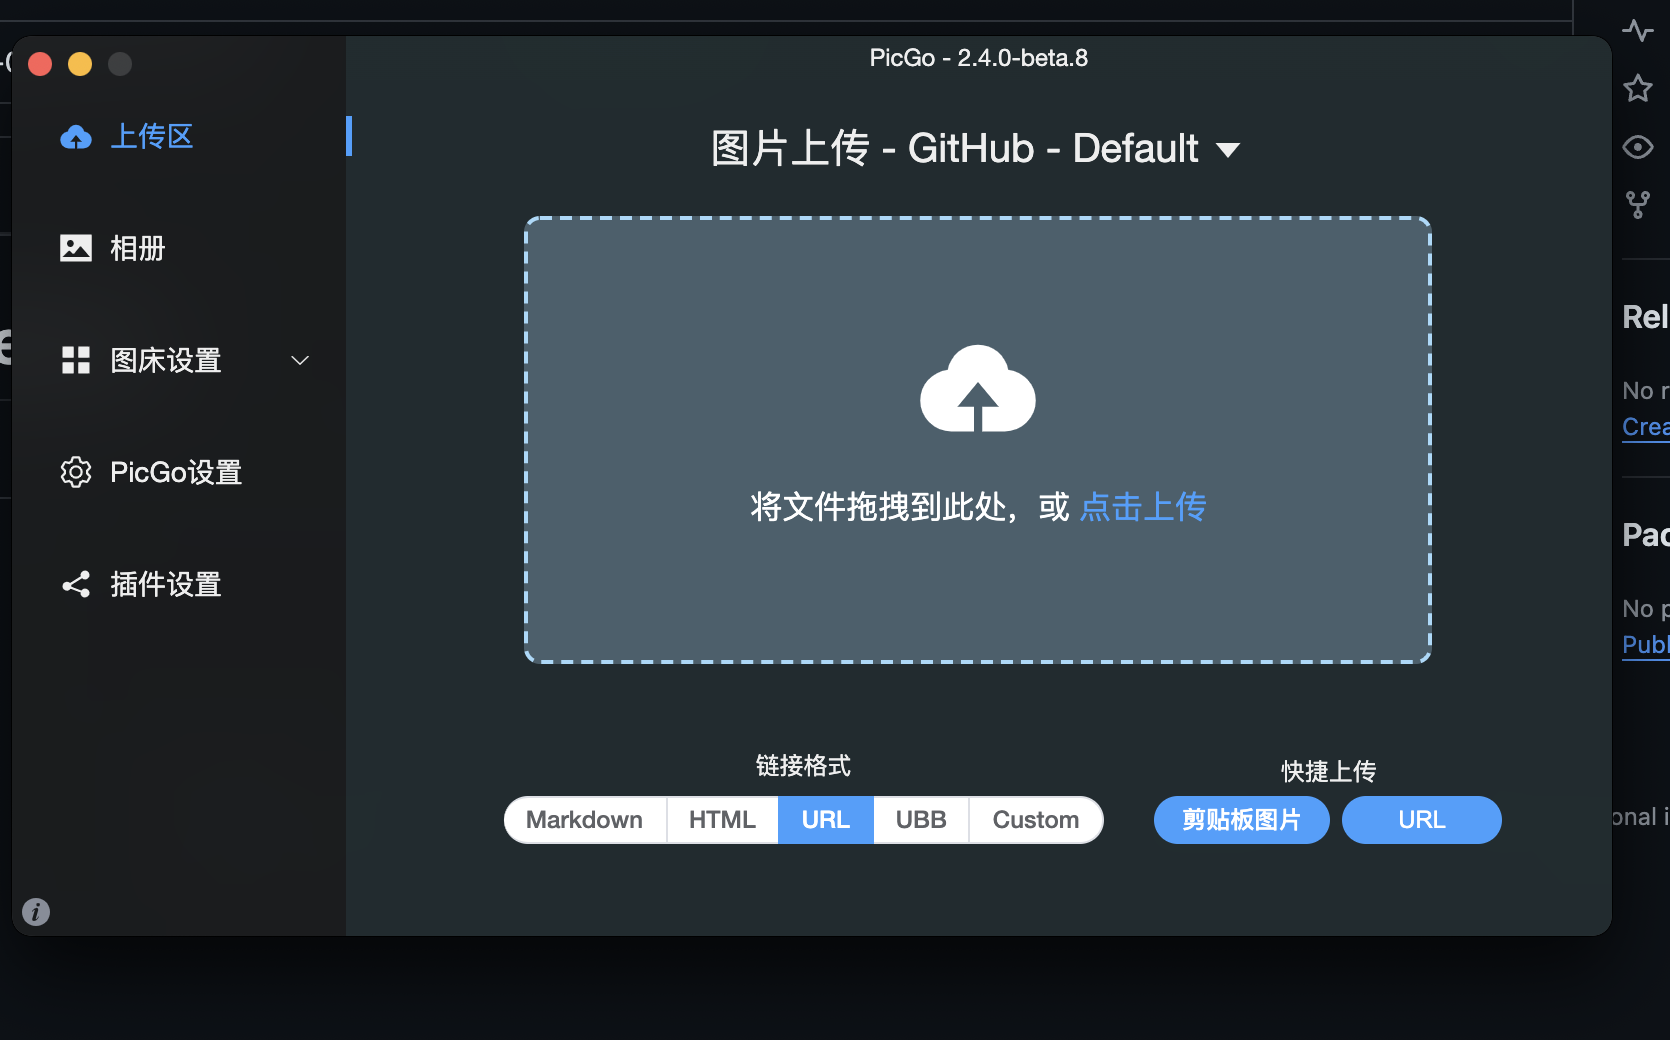 PicGo - 2.4.0-beta.8
上传区
相册
图床设置
PicGo设置
插件设置
图片上传 - GitHub - Default
将文件拖拽到此处，或 点击上传
链接格式
Markdown HTML URL UBB Custom
快捷上传
剪贴板图片 URL
Rel
No r
Crea
Pac
No p
Publ
onal i